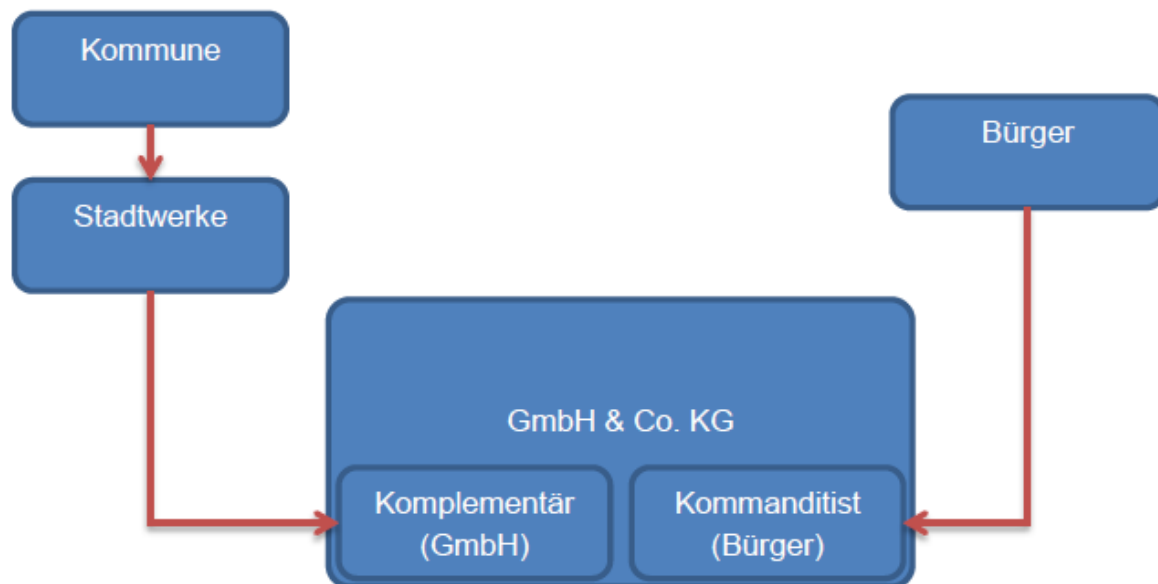 Kommune
Bürger
Stadtwerke
GmbH & Co. KG
Komplementär
(GmbH)
Kommanditist
(Bürger)